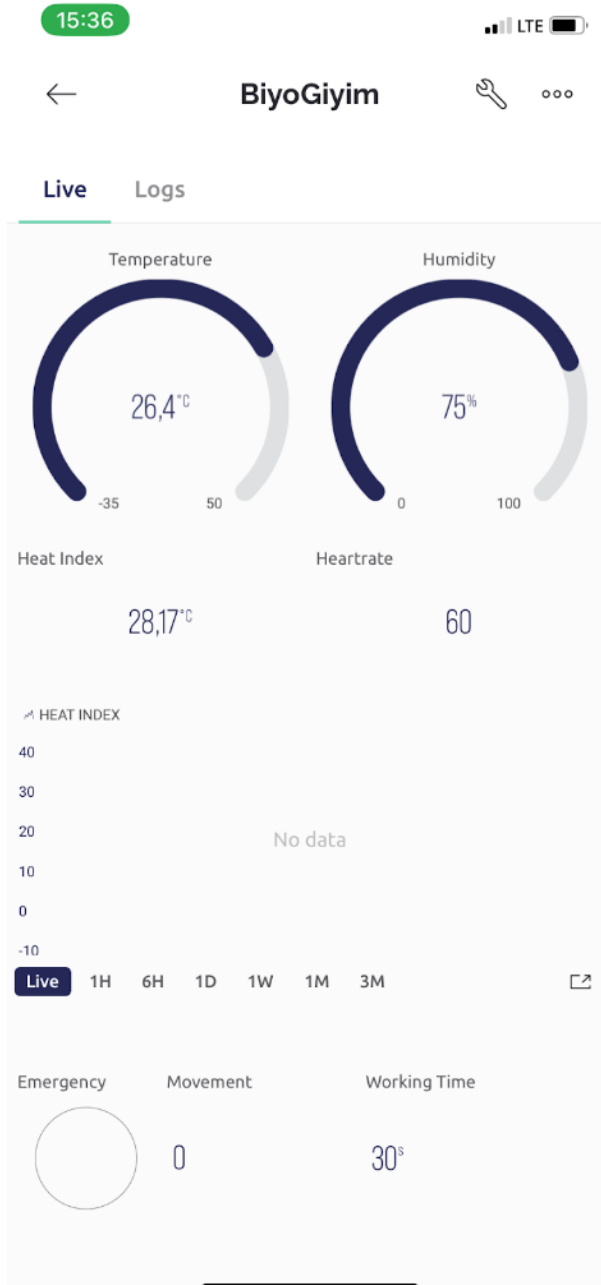 15:36 LTE
BiyoGiyim
Live Logs
Temperature Humidity
26,4°C 75%
-35 50 0 100
Heat Index Heartrate
28,17°C 60
HEAT INDEX
40
30
20
No data
10
0
-10
Live 1H 6H 1D 1W 1M 3M
Emergency Movement Working Time
0 30s